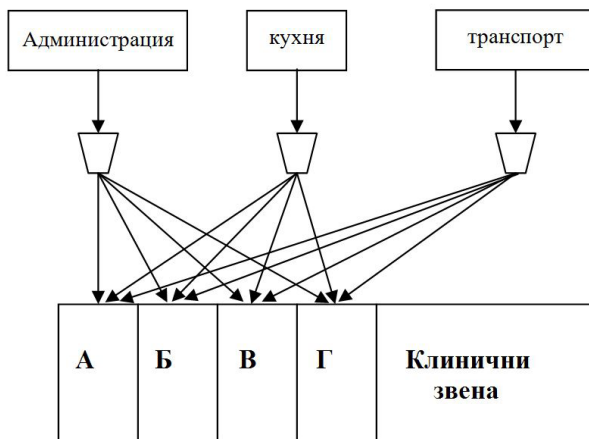 Администрация
кухня
транспорт
А
Б
В
Г
Клинични
звена